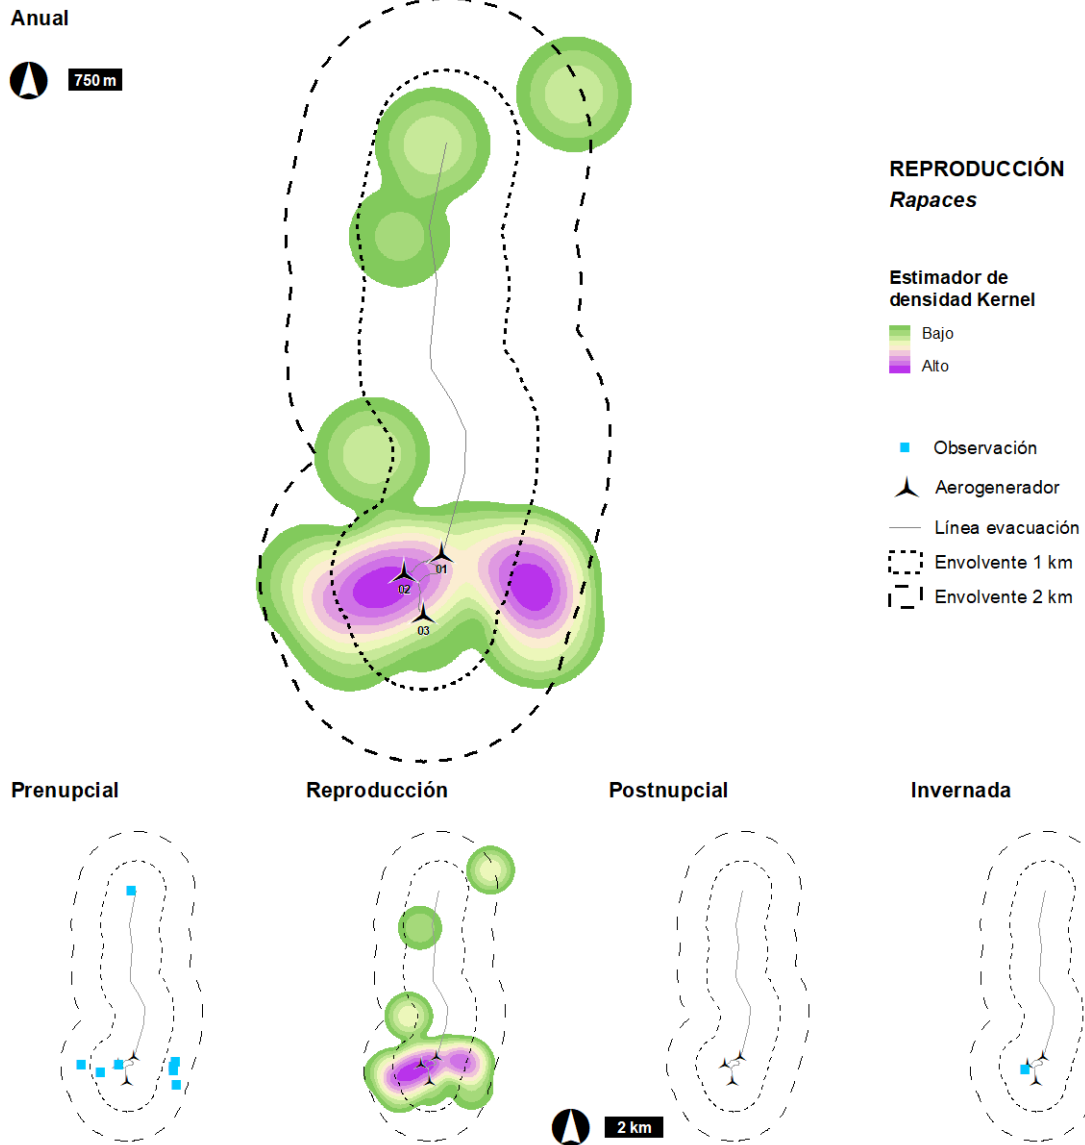 Anual
750 m
REPRODUCCIÓN
Rapaces
Estimador de
densidad Kernel
Bajo
Alto
Observación
Aerogenerador
Línea evacuación
Envolvente 1 km
Envolvente 2 km
01
02
03
Prenupcial
Reproducción
Postnupcial
Invernada
2 km